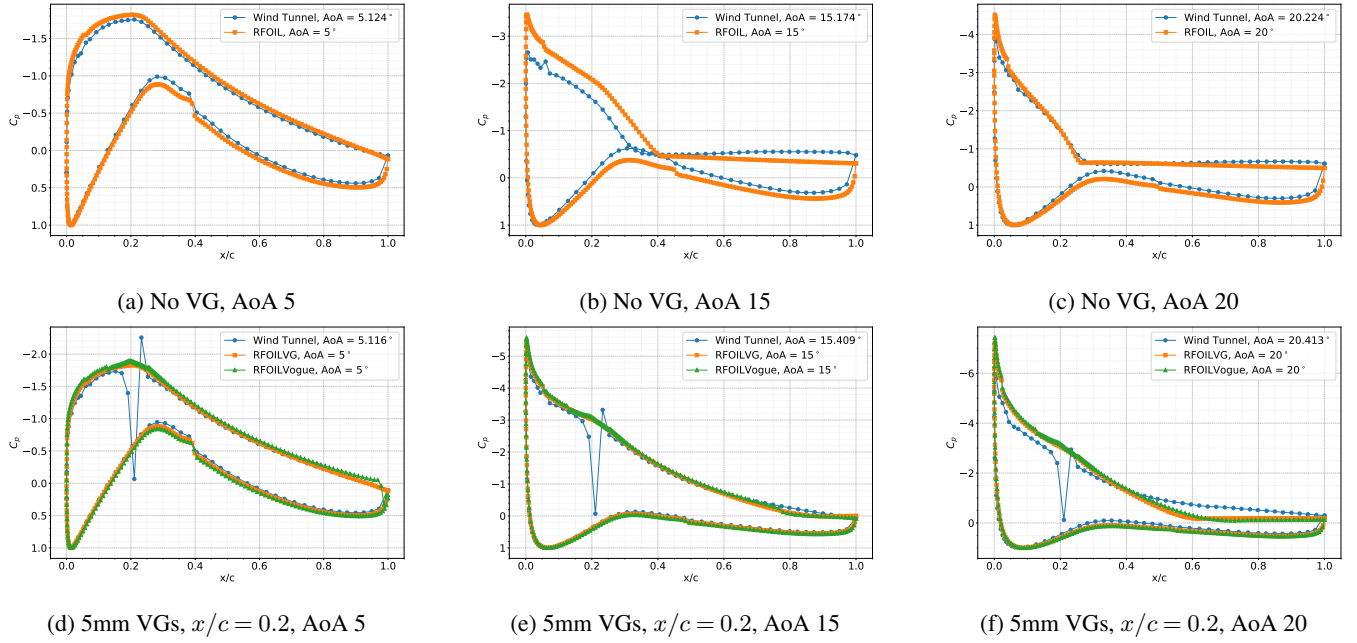 Wind Tunnel, AoA = 5.124°
RFOIL, AoA = 5°
−1.5
−1.0
−0.5
0.0
0.5
1.0
C_p
0.0 0.2 0.4 0.6 0.8 1.0
x/c
(a) No VG, AoA 5
Wind Tunnel, AoA = 15.174°
RFOIL, AoA = 15°
−3
−2
−1
0
1
C_p
0.0 0.2 0.4 0.6 0.8 1.0
x/c
(b) No VG, AoA 15
Wind Tunnel, AoA = 20.224°
RFOIL, AoA = 20°
−4
−3
−2
−1
0
1
C_p
0.0 0.2 0.4 0.6 0.8 1.0
x/c
(c) No VG, AoA 20
Wind Tunnel, AoA = 5.116°
RFOILVG, AoA = 5°
RFOILVogue, AoA = 5°
−2.0
−1.5
−1.0
−0.5
0.0
0.5
1.0
C_p
0.0 0.2 0.4 0.6 0.8 1.0
x/c
(d) 5mm VGs, x/c = 0.2, AoA 5
Wind Tunnel, AoA = 15.409°
RFOILVG, AoA = 15°
RFOILVogue, AoA = 15°
−5
−4
−3
−2
−1
0
1
C_p
0.0 0.2 0.4 0.6 0.8 1.0
x/c
(e) 5mm VGs, x/c = 0.2, AoA 15
Wind Tunnel, AoA = 20.413°
RFOILVG, AoA = 20°
RFOILVogue, AoA = 20°
−6
−4
−2
0
C_p
0.0 0.2 0.4 0.6 0.8 1.0
x/c
(f) 5mm VGs, x/c = 0.2, AoA 20